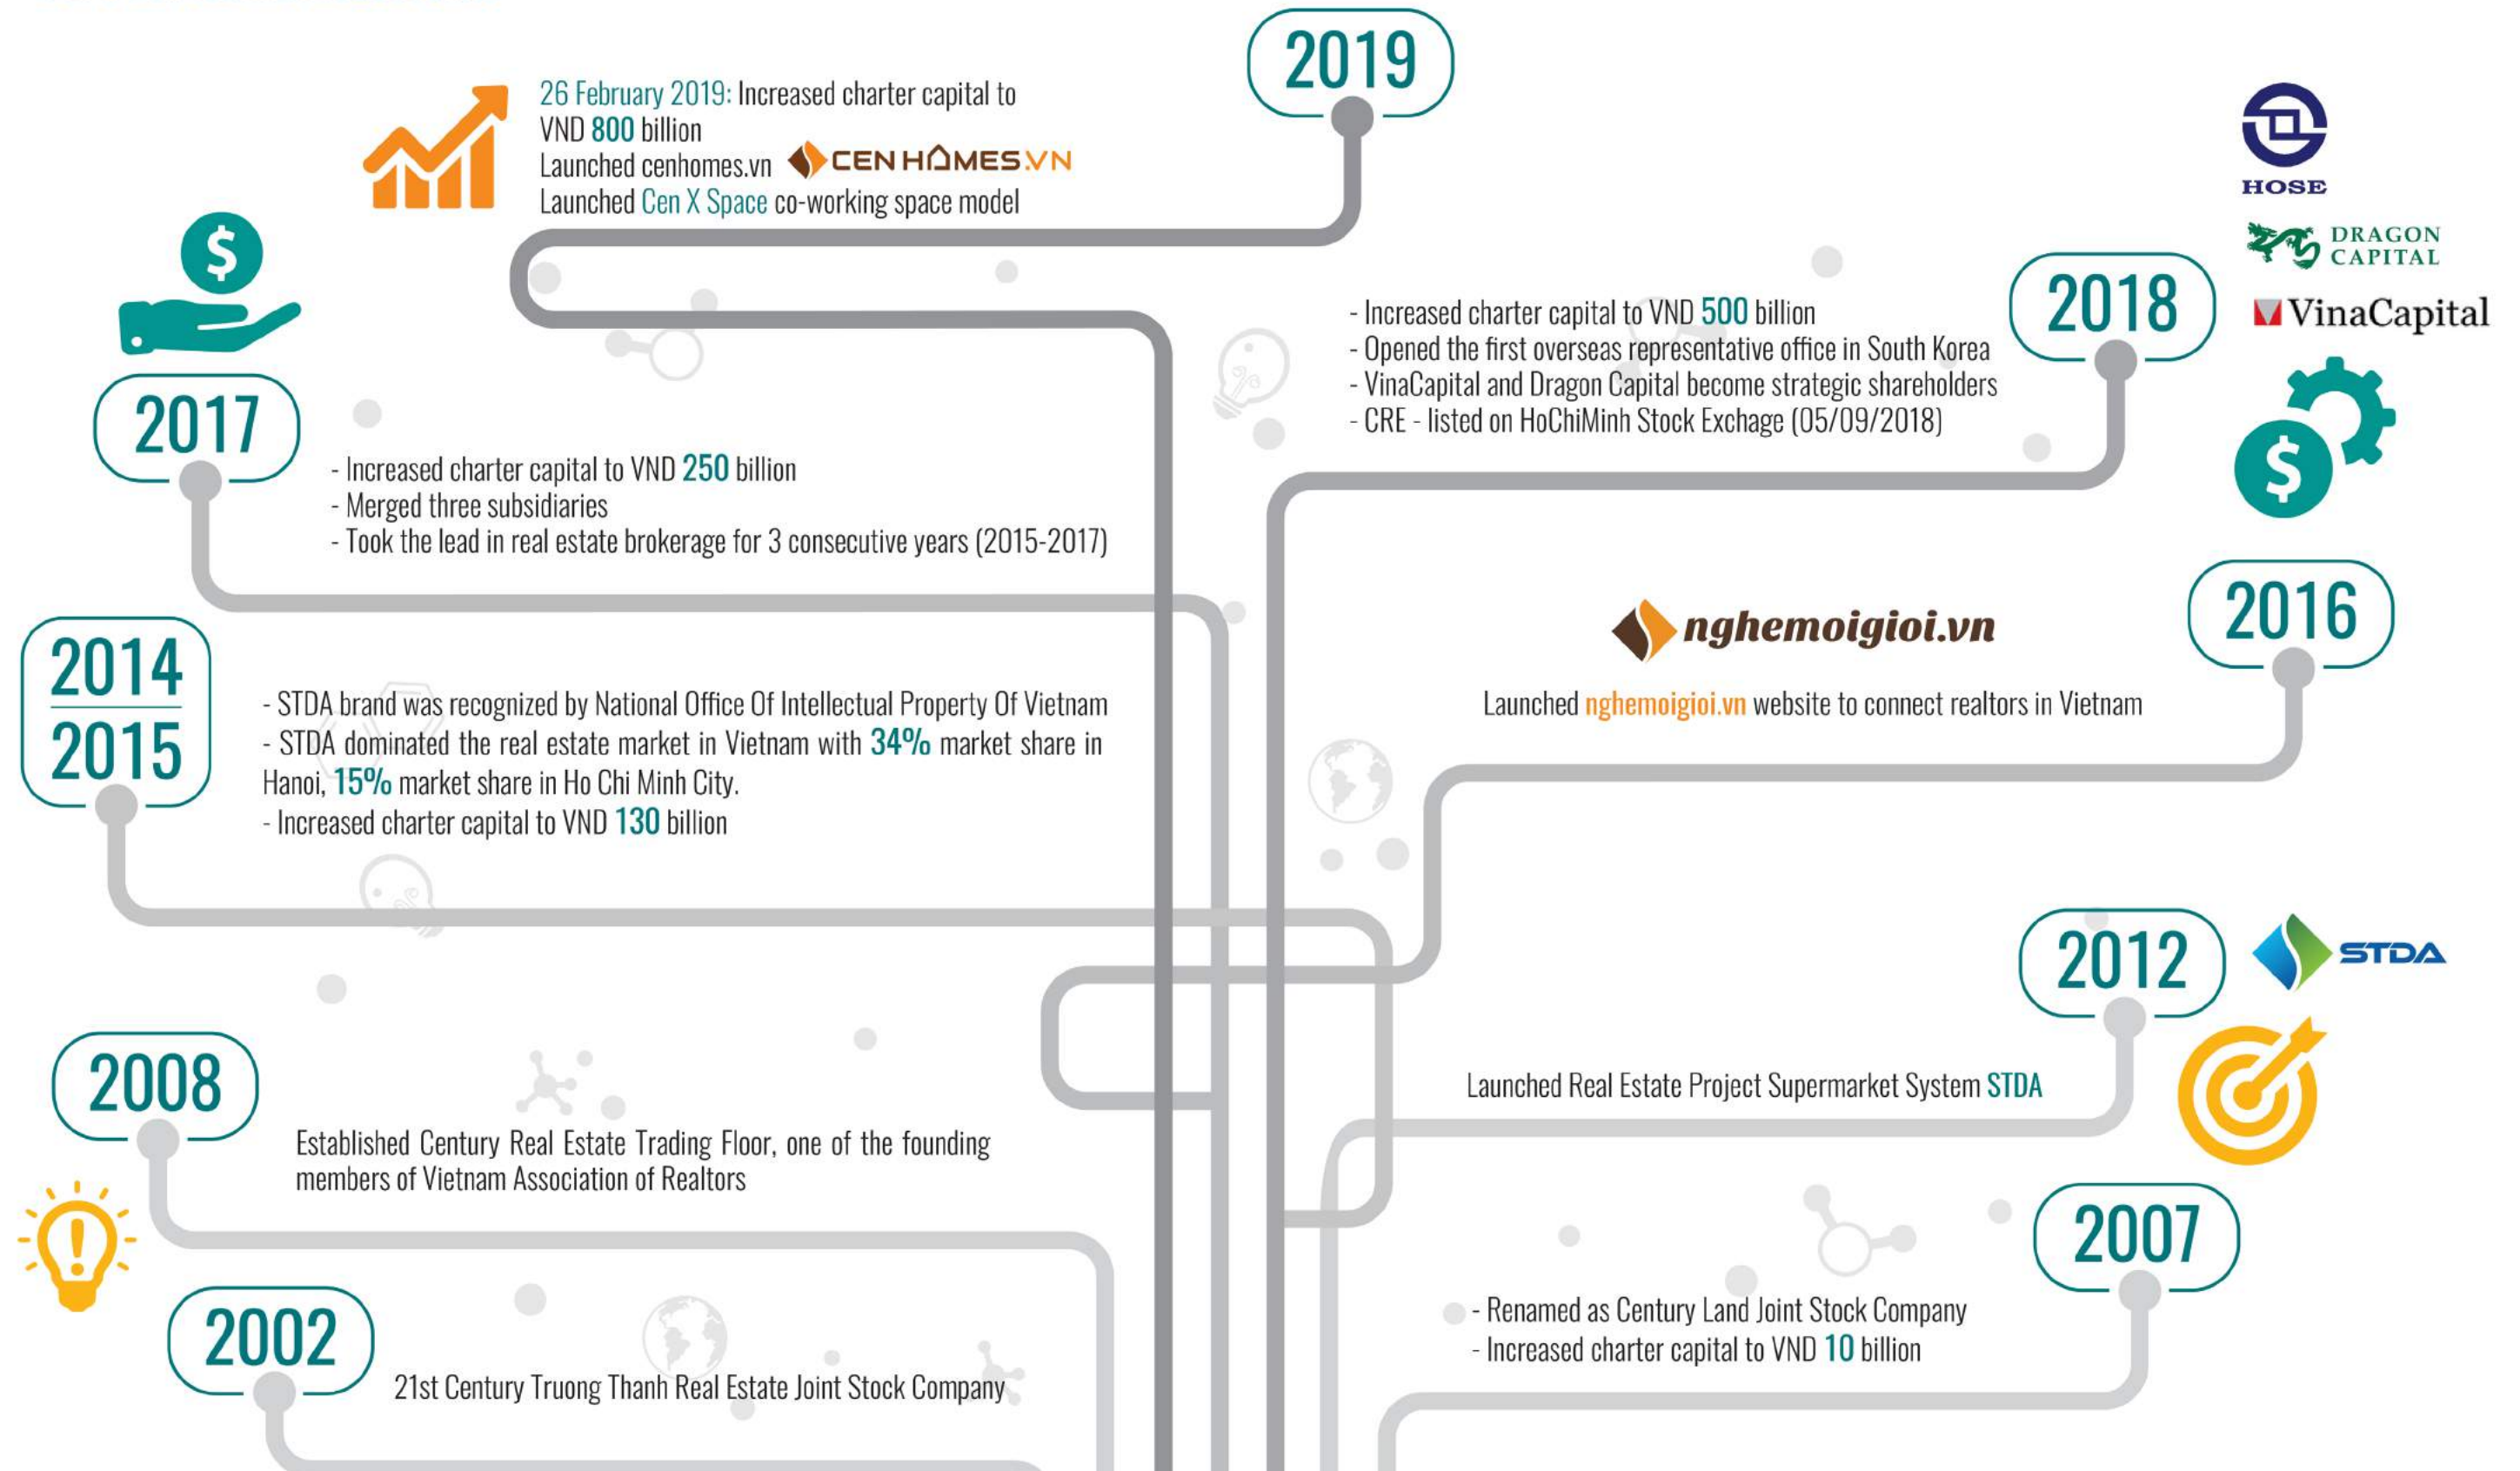 2019
26 February 2019: Increased charter capital to
VND 800 billion
Launched cenhomes.vn CENHOMES.VN
Launched Cen X Space co-working space model
HOSE
DRAGON
CAPITAL
VinaCapital
2018
- Increased charter capital to VND 500 billion
- Opened the first overseas representative office in South Korea
- VinaCapital and Dragon Capital become strategic shareholders
- CRE - listed on HoChiMinh Stock Exchage (05/09/2018)
$
$
2017
- Increased charter capital to VND 250 billion
- Merged three subsidiaries
- Took the lead in real estate brokerage for 3 consecutive years (2015-2017)
2016
nghemoigioi.vn
Launched nghemoigioi.vn website to connect realtors in Vietnam
2014
2015
- STDA brand was recognized by National Office Of Intellectual Property Of Vietnam
- STDA dominated the real estate market in Vietnam with 34% market share in
Hanoi, 15% market share in Ho Chi Minh City.
- Increased charter capital to VND 130 billion
2012
STDA
Launched Real Estate Project Supermarket System STDA
2008
Established Century Real Estate Trading Floor, one of the founding
members of Vietnam Association of Realtors
2007
- Renamed as Century Land Joint Stock Company
- Increased charter capital to VND 10 billion
2002
21st Century Truong Thanh Real Estate Joint Stock Company